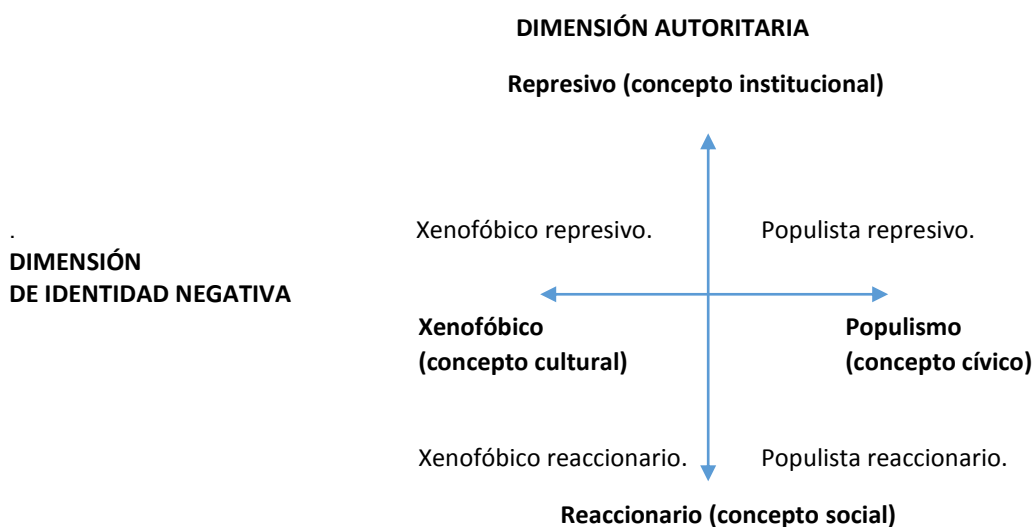 DIMENSIÓN AUTORITARIA
Represivo (concepto institucional)
Xenofóbico represivo. Populista represivo.
.
DIMENSIÓN
DE IDENTIDAD NEGATIVA
Xenofóbico Populismo
(concepto cultural) (concepto cívico)
Xenofóbico reaccionario. Populista reaccionario.
Reaccionario (concepto social)